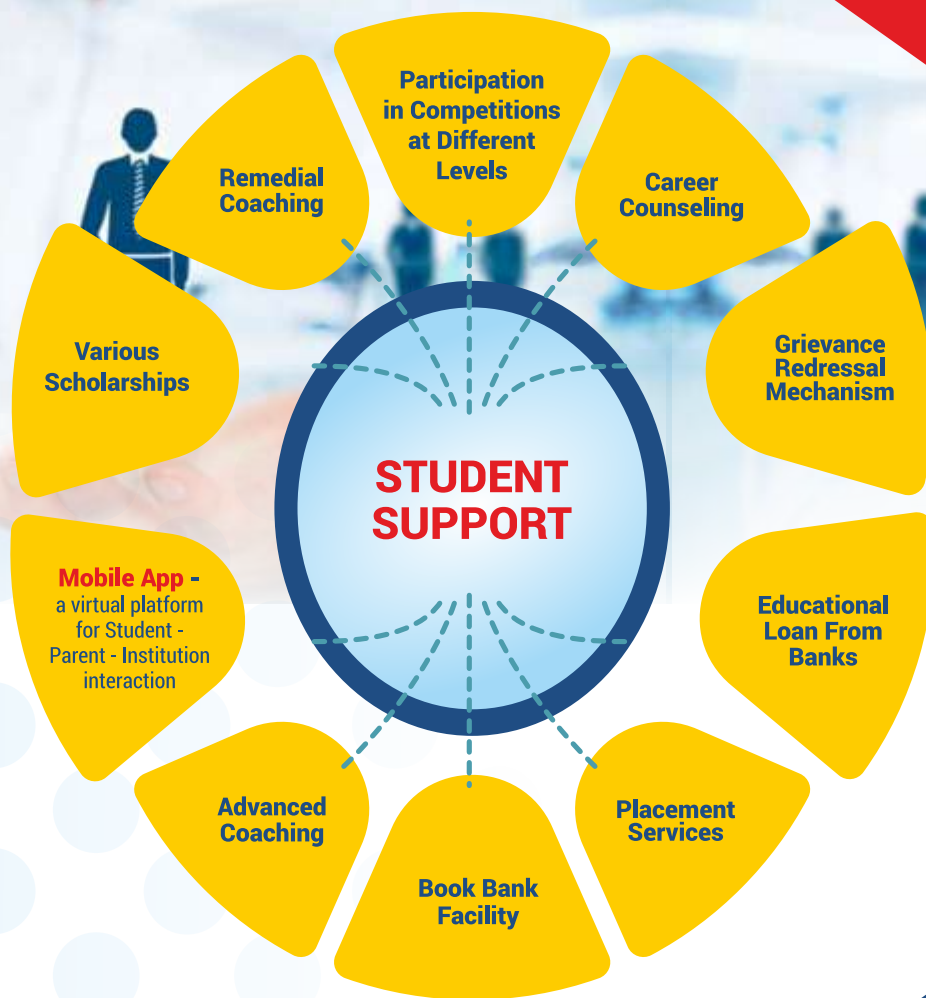 Participation
in Competitions
at Different
Levels
Career
Counseling
Grievance
Redressal
Mechanism
Educational
Loan From
Banks
Placement
Services
Book Bank
Facility
Advanced
Coaching
Mobile App -
a virtual platform
for Student -
Parent - Institution
interaction
Various
Scholarships
Remedial
Coaching
STUDENT
SUPPORT